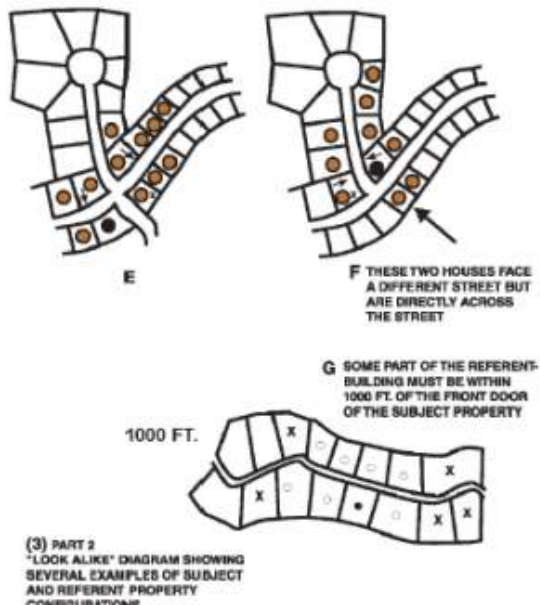 E
F THESE TWO HOUSES FACE
A DIFFERENT STREET BUT
ARE DIRECTLY ACROSS
THE STREET
G SOME PART OF THE REFERENT-
BUILDING MUST BE WITHIN
1000 FT. OF THE FRONT DOOR
OF THE SUBJECT PROPERTY
1000 FT.
X
X
X
X
X
(3) PART 2
"LOOK ALIKE" DIAGRAM SHOWING
SEVERAL EXAMPLES OF SUBJECT
AND REFERENT PROPERTY
CONFIGURATIONS